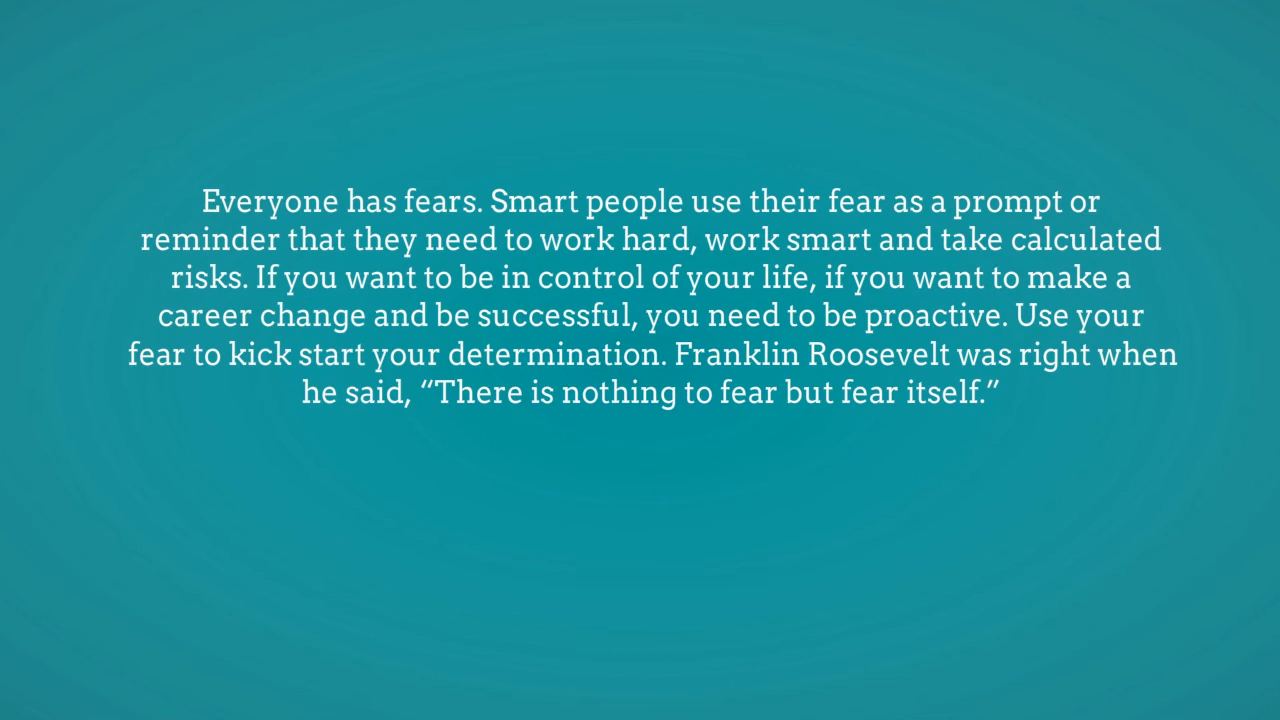 Everyone has fears. Smart people use their fear as a prompt or
reminder that they need to work hard, work smart and take calculated
risks. If you want to be in control of your life, if you want to make a
career change and be successful, you need to be proactive. Use your
fear to kick start your determination. Franklin Roosevelt was right when
he said, “There is nothing to fear but fear itself.”